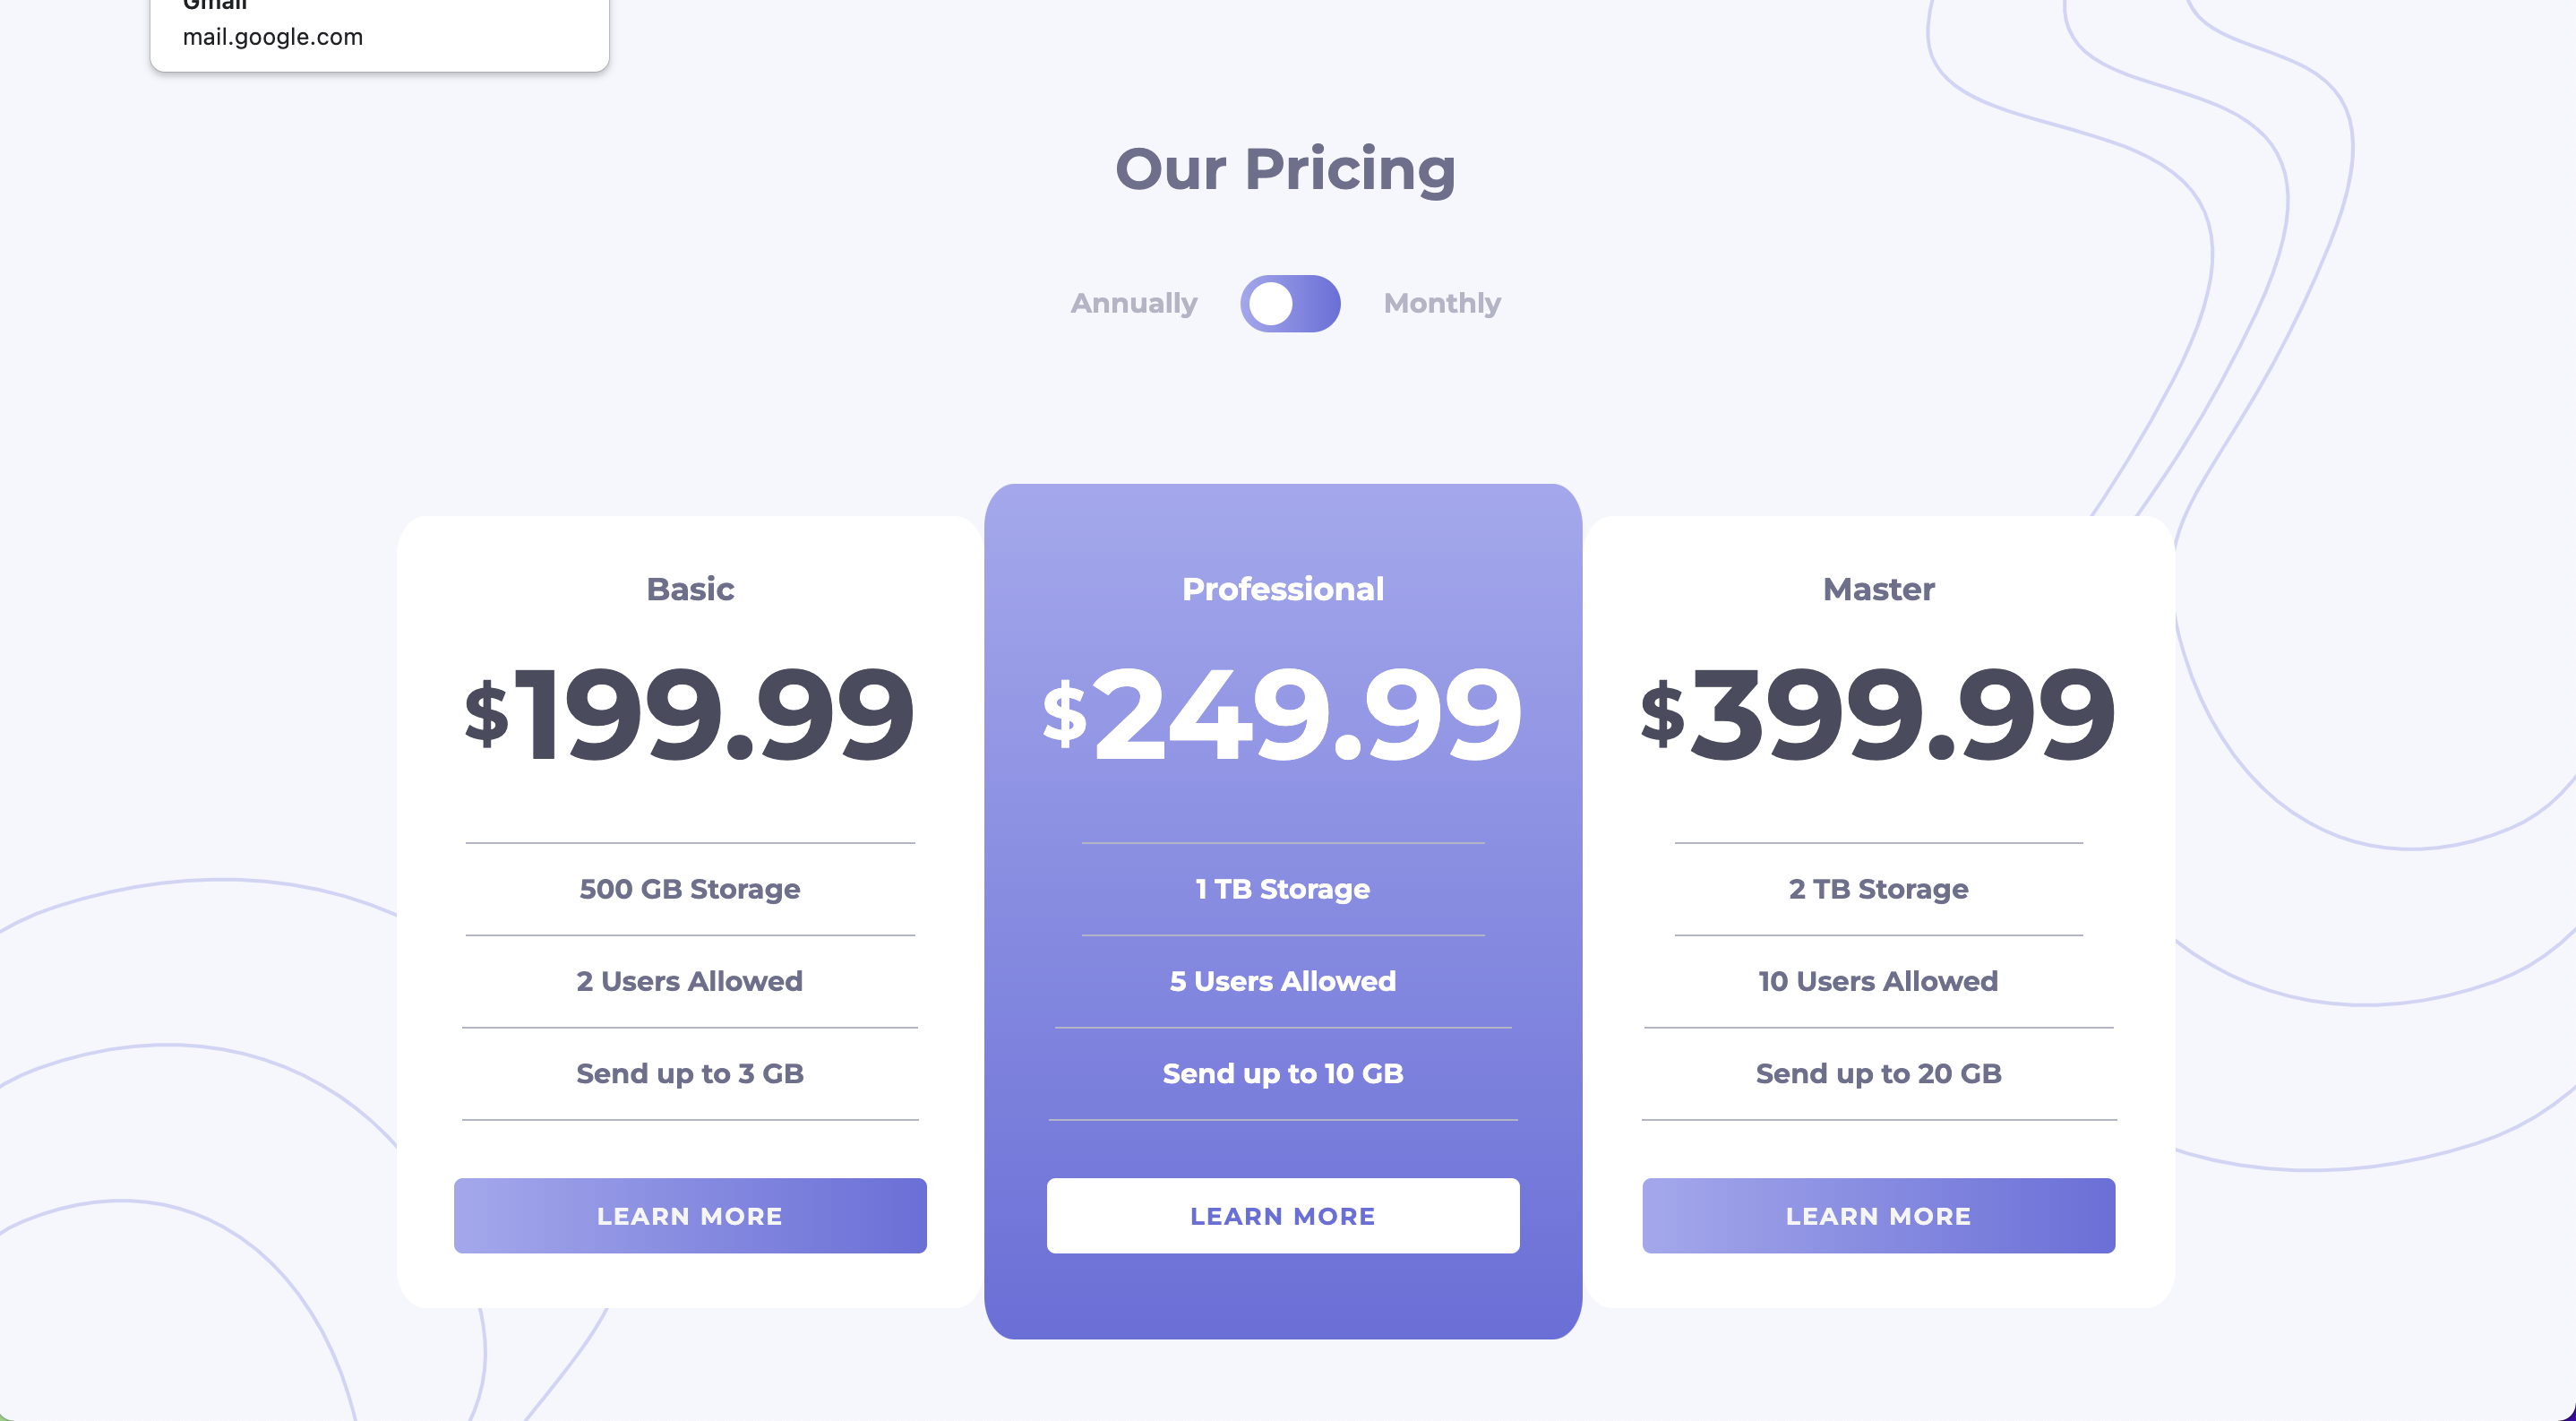 Gmail
mail.google.com
Our Pricing
Annually
Monthly
Basic
$199.99
500 GB Storage
2 Users Allowed
Send up to 3 GB
LEARN MORE
Professional
$249.99
1 TB Storage
5 Users Allowed
Send up to 10 GB
LEARN MORE
Master
$399.99
2 TB Storage
10 Users Allowed
Send up to 20 GB
LEARN MORE